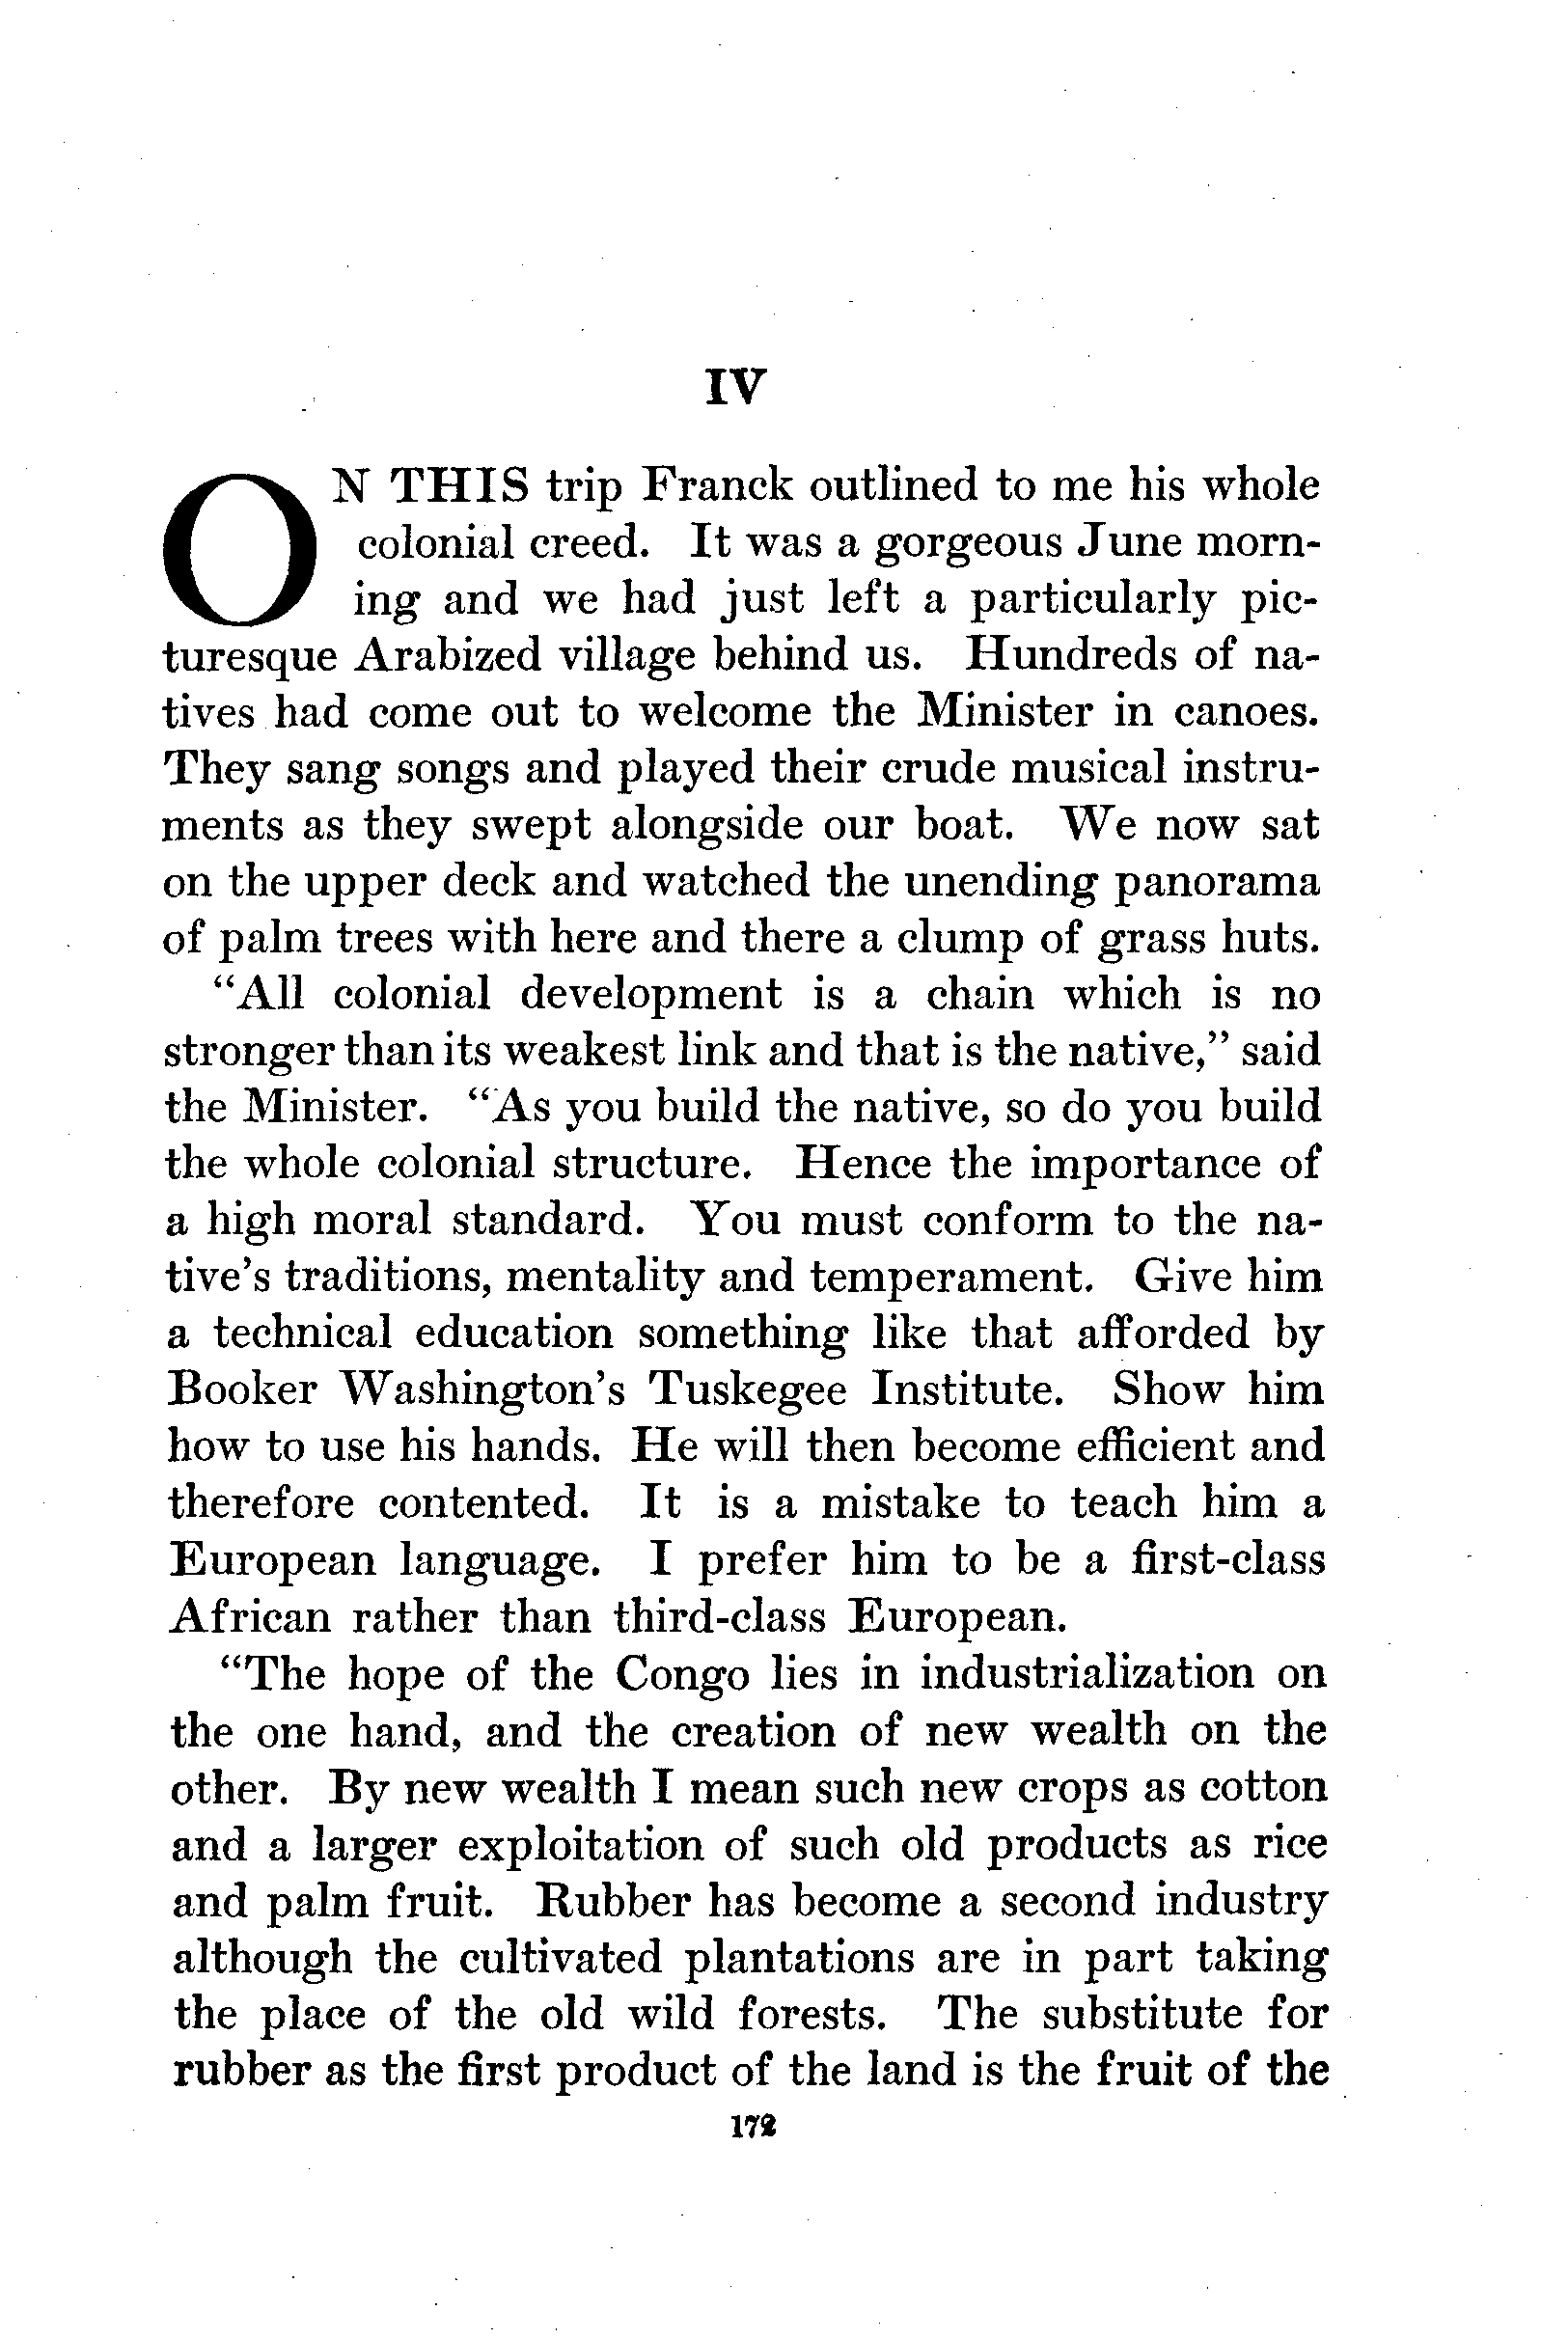 IV
ON THIS trip Franck outlined to me his whole
colonial creed. It was a gorgeous June morn-
ing and we had just left a particularly pic-
turesque Arabized village behind us. Hundreds of na-
tives had come out to welcome the Minister in canoes.
They sang songs and played their crude musical instru-
ments as they swept alongside our boat. We now sat
on the upper deck and watched the unending panorama
of palm trees with here and there a clump of grass huts.
“All colonial development is a chain which is no
stronger than its weakest link and that is the native,” said
the Minister. “As you build the native, so do you build
the whole colonial structure. Hence the importance of
a high moral standard. You must conform to the na-
tive’s traditions, mentality and temperament. Give him
a technical education something like that afforded by
Booker Washington’s Tuskegee Institute. Show him
how to use his hands. He will then become efficient and
therefore contented. It is a mistake to teach him a
European language. I prefer him to be a first-class
African rather than third-class European.
“The hope of the Congo lies in industrialization on
the one hand, and the creation of new wealth on the
other. By new wealth I mean such new crops as cotton
and a larger exploitation of such old products as rice
and palm fruit. Rubber has become a second industry
although the cultivated plantations are in part taking
the place of the old wild forests. The substitute for
rubber as the first product of the land is the fruit of the
172